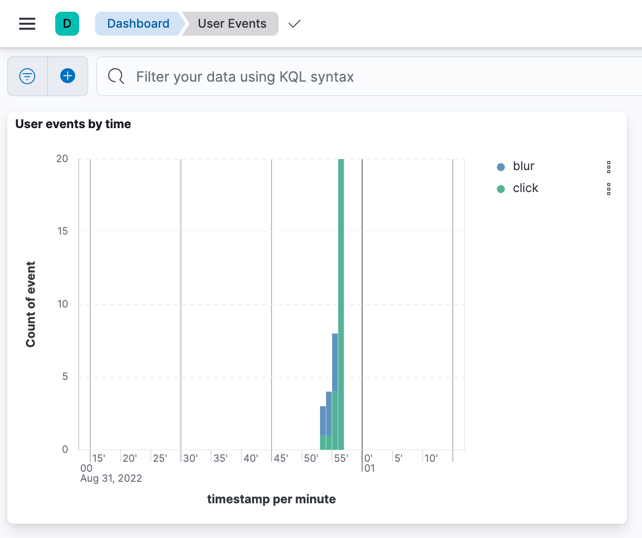 D Dashboard User Events
Filter your data using KQL syntax
User events by time
blur
click
20
15
10
5
0
Count of event
15' 20' 25' 30' 35' 40' 45' 50' 55' 0' 5' 10'
00 01
Aug 31, 2022
timestamp per minute